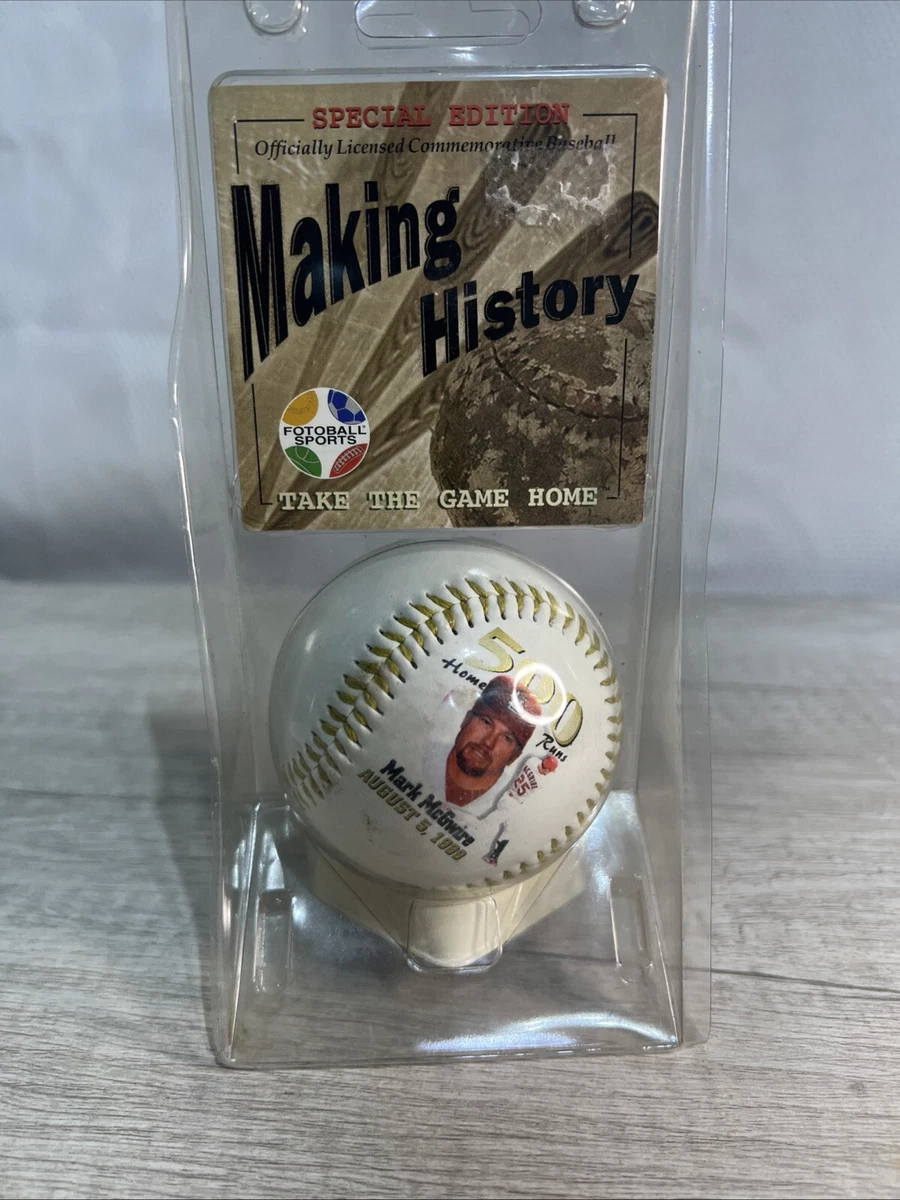 SPECIAL EDITION
Officially Licensed Commemorative Baseball
Making
History
FOTOBALL
SPORTS
TAKE THE GAME HOME
500
Home
Runs
25
Mark McGwire
AUGUST 5, 1999